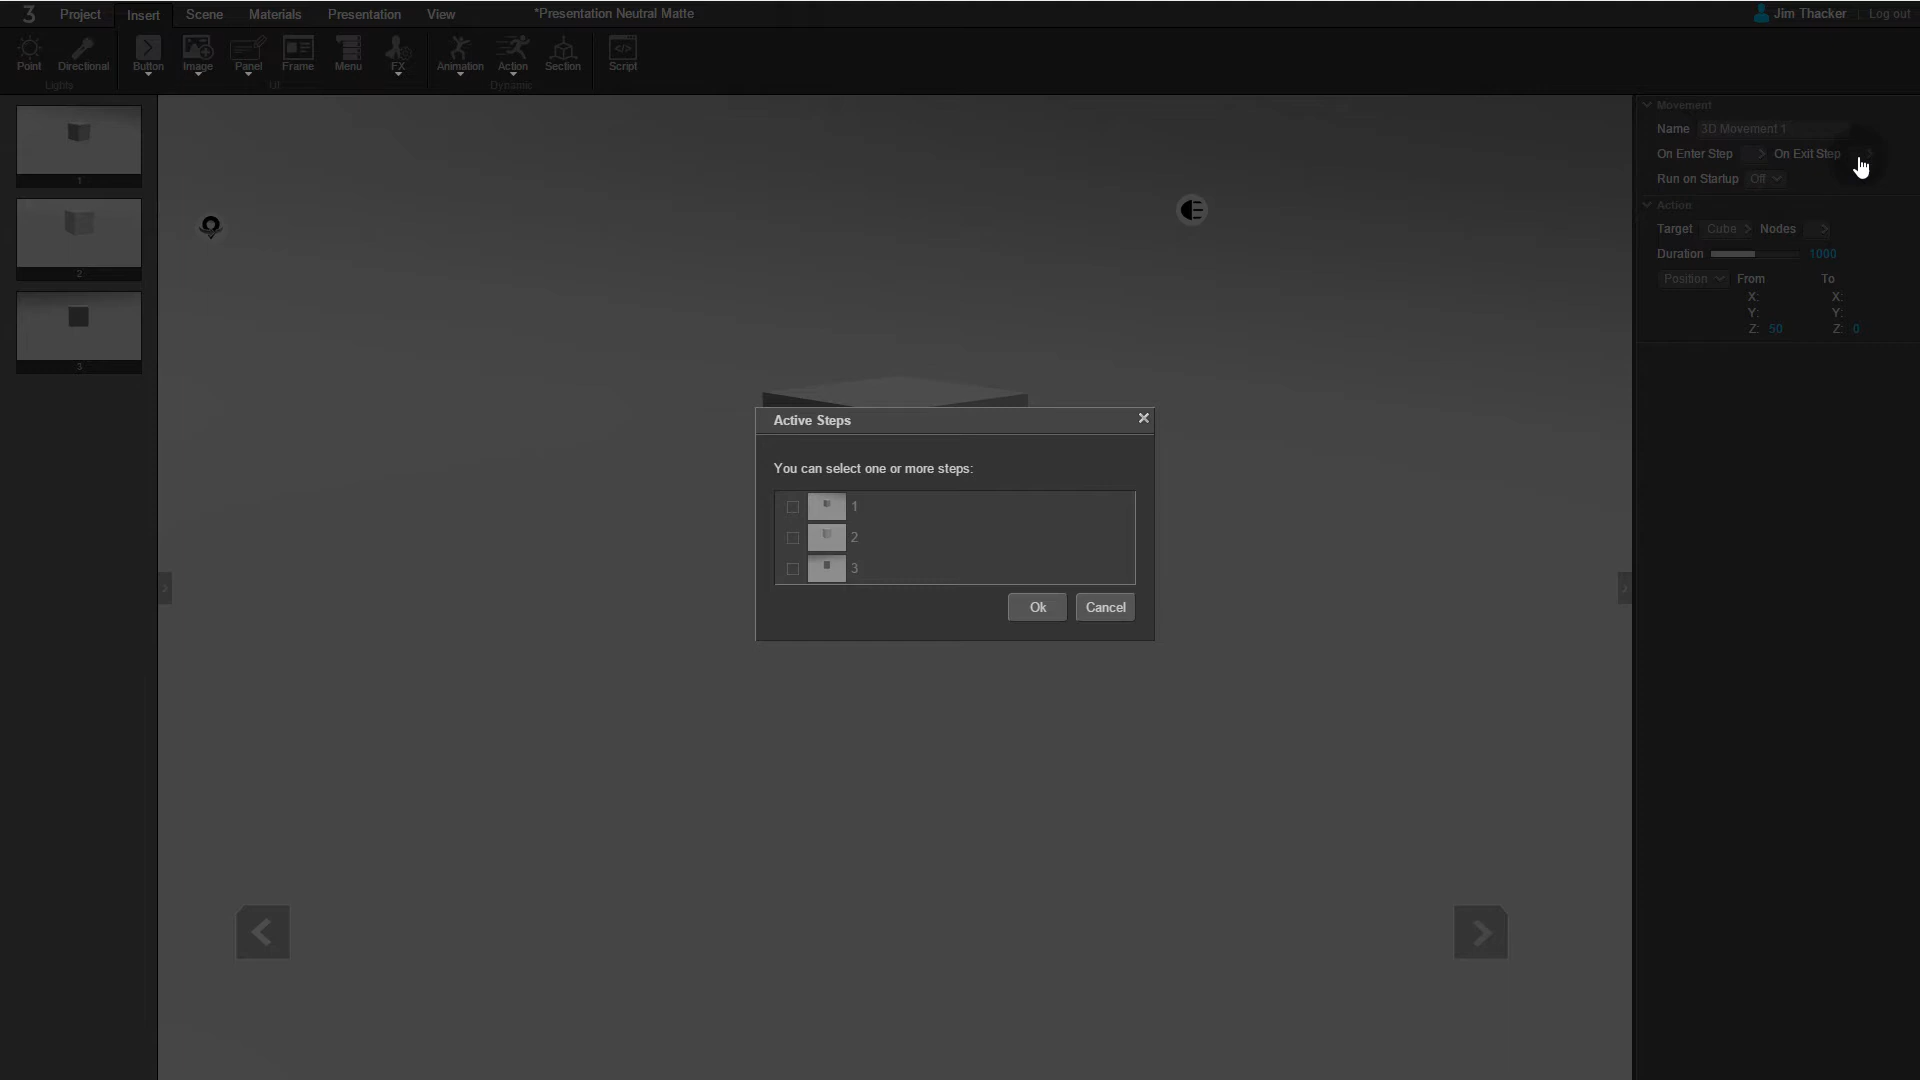 3 Project Insert Scene Materials Presentation View *Presentation Neutral Matte Jim Thacker Log out
Point Directional Button Image Panel Frame Menu FX Animation Action Section Script
Lights UI Dynamic
1
2
3
Movement
Name 3D Movement 1
On Enter Step > On Exit Step >
Run on Startup Off
Action
Target Cube > Nodes >
Duration 1000
Position From To
X: X:
Y: Y:
Z: 50 Z: 0
Active Steps
You can select one or more steps:
1
2
3
Ok Cancel